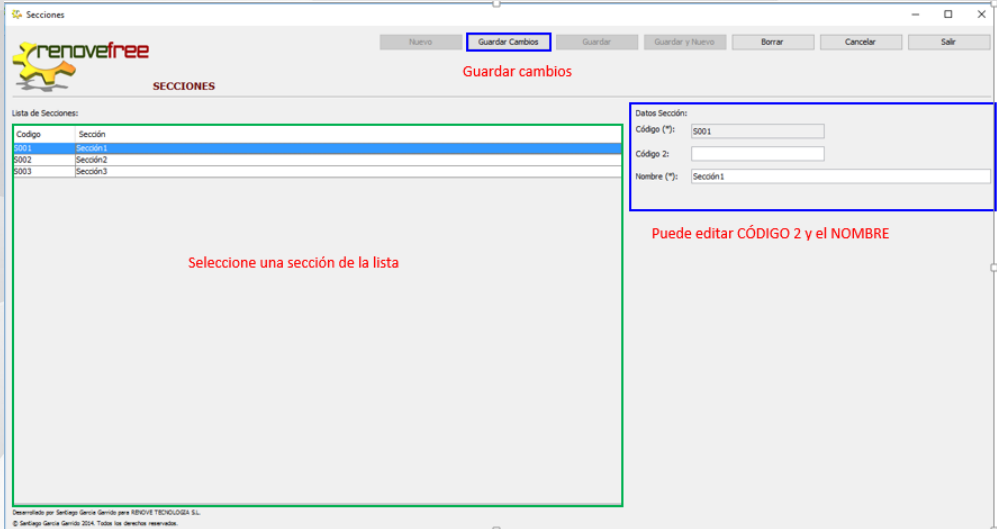 Secciones
renovefree
Nuevo
Guardar Cambios
Guardar
Guardar y Nuevo
Borrar
Cancelar
Salir
Guardar cambios
SECCIONES
Lista de Secciones:
Codigo Sección
S001 Sección1
S002 Sección2
S003 Sección3
Seleccione una sección de la lista
Datos Sección:
Código (*): S001
Código 2:
Nombre (*): Sección1
Puede editar CÓDIGO 2 y el NOMBRE
Desarrollado por Santiago Garcia Garrido para RENOVE TECNOLOGIA S.L.
© Santiago Garcia Garrido 2014. Todos los derechos reservados.